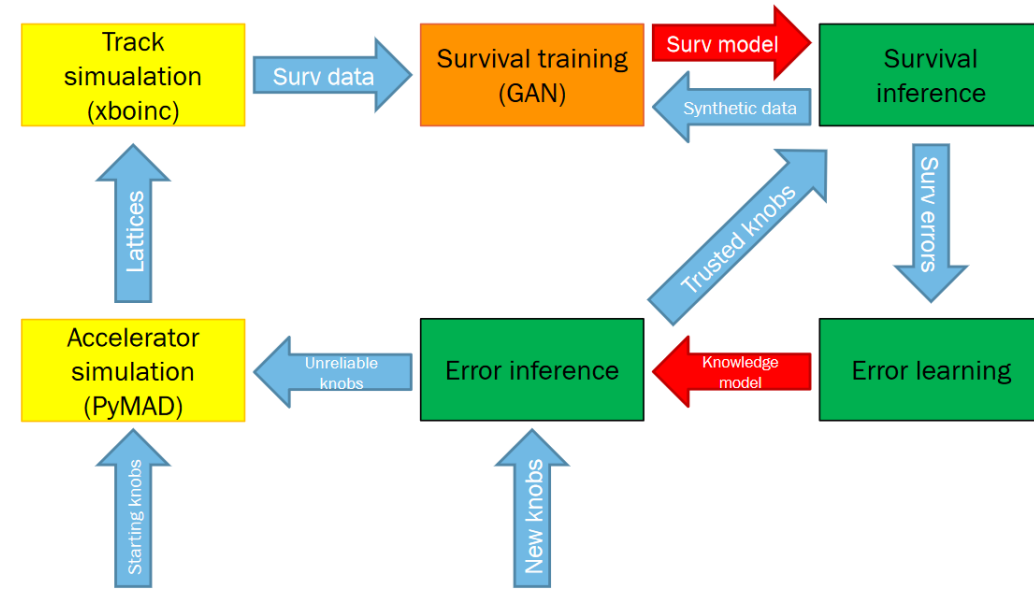 Track
simualation
(xboinc)
Surv data
Survival training
(GAN)
Surv model
Synthetic data
Survival
inference
Lattices
Trusted knobs
Surv errors
Accelerator
simulation
(PyMAD)
Unreliable
knobs
Error inference
Knowledge
model
Error learning
Starting knobs
New knobs